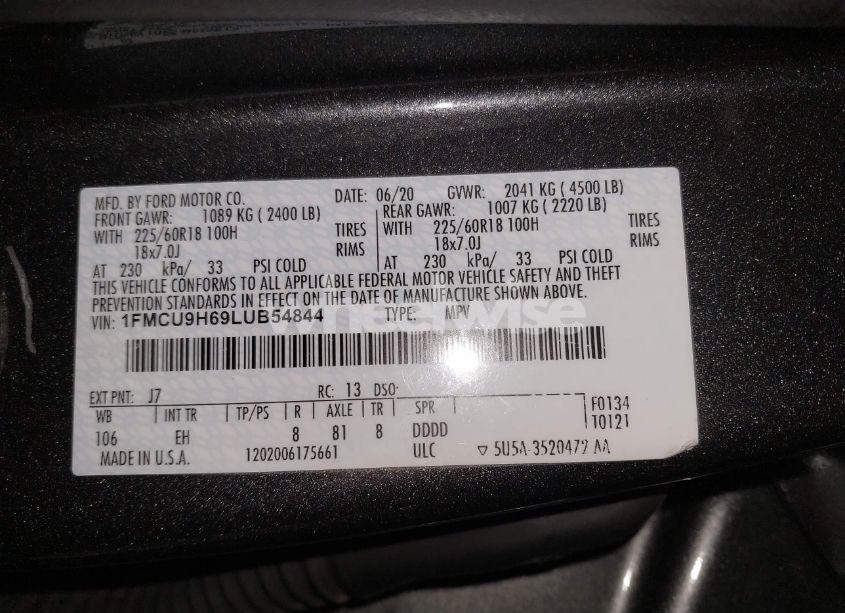 MFD. BY FORD MOTOR CO.
DATE: 06/20 GVWR: 2041 KG ( 4500 LB)
FRONT GAWR: 1089 KG ( 2400 LB)
REAR GAWR: 1007 KG ( 2220 LB)
WITH 225/60R18 100H TIRES
WITH 225/60R18 100H TIRES
18x7.0J RIMS
18x7.0J RIMS
AT 230 kPa/ 33 PSI COLD
AT 230 kPa/ 33 PSI COLD
THIS VEHICLE CONFORMS TO ALL APPLICABLE FEDERAL MOTOR VEHICLE SAFETY AND THEFT
PREVENTION STANDARDS IN EFFECT ON THE DATE OF MANUFACTURE SHOWN ABOVE.
VIN: 1FMCU9H69LUB54844 TYPE: MPV
wheelwise
EXT PNT: J7 RC: 13 DSO:
WB INT TR TP/PS R AXLE TR SPR F0134
106 EH 8 81 8 DDDD 10121
MADE IN U.S.A. 1202006175661 ULC 5U5A-3520472 AA